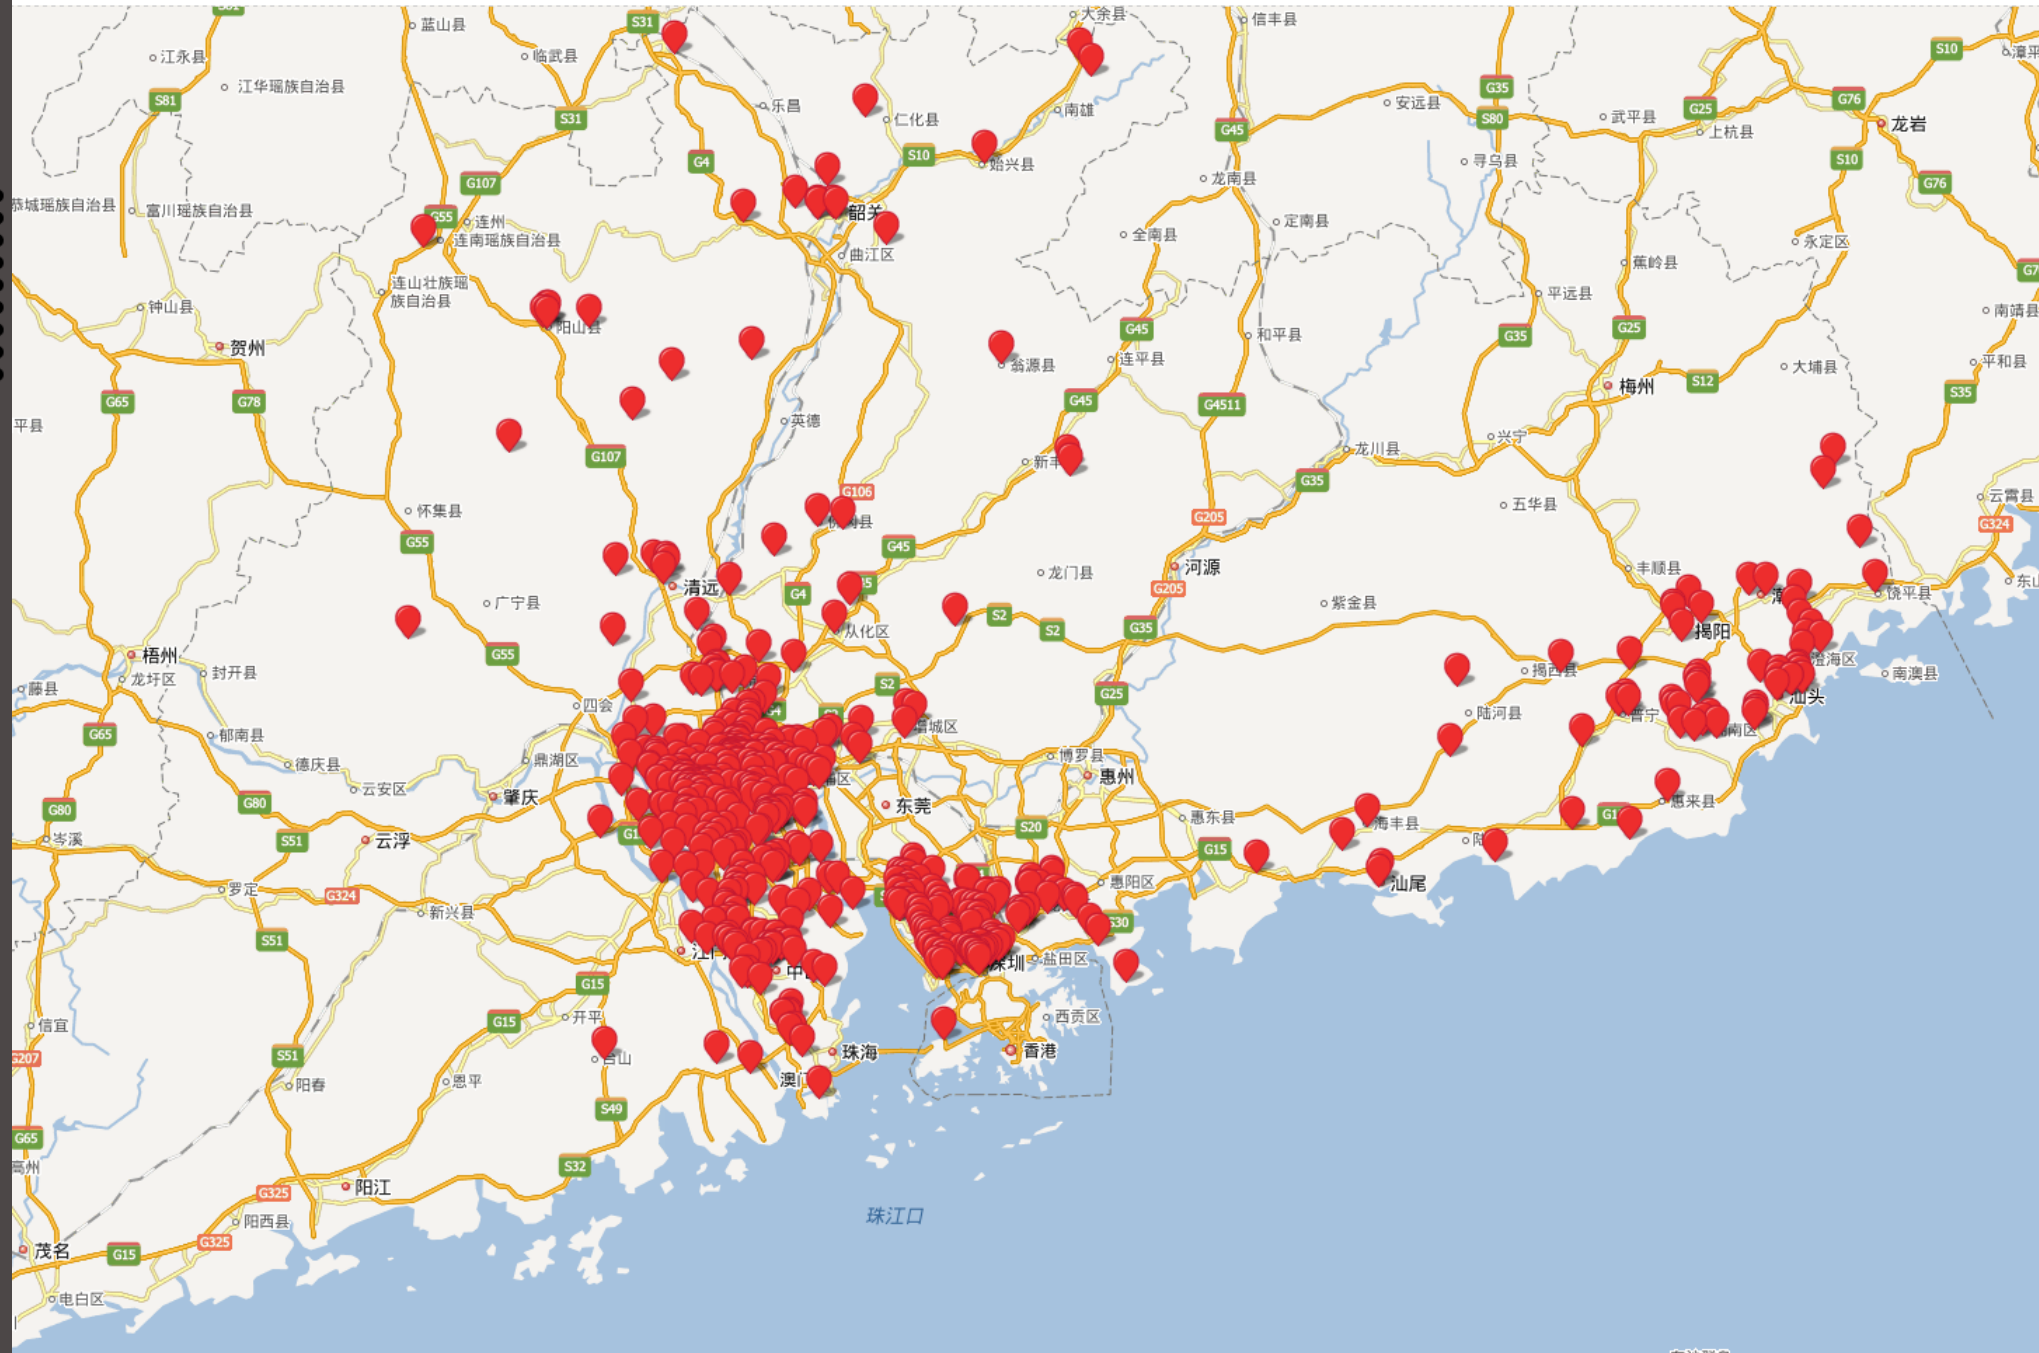 大余县
信丰县
蓝山县
S31
S10
江永县
临武县
江华瑶族自治县
S81
S31
乐昌
仁化县
南雄
安远县
G35
S80
武平县
G25
上杭县
G76
龙岩
G45
G4
S10
始兴县
寻乌县
S10
G107
龙南县
G76
恭城瑶族自治县
富川瑶族自治县
G55
连州
韶关
定南县
连南瑶族自治县
全南县
永定区
曲江区
蕉岭县
连山壮族瑶
族自治县
平远县
钟山县
阳山县
G45
G35
G25
南靖县
贺州
翁源县
连平县
和平县
大埔县
平和县
G65
G78
G45
G4511
梅州
S12
S35
平县
英德
兴宁
G107
新丰
龙川县
G35
G106
怀集县
五华县
云霄县
G205
G324
G55
G45
清远
龙门县
河源
丰顺县
G205
G4
广宁县
S2
紫金县
饶平县
揭阳
从化区
S2
G35
梧州
G55
澄海区
封开县
龙圩区
揭西县
南澳县
藤县
S2
G25
汕头
四会
陆河县
普宁
G65
郁南县
增城区
德庆县
鼎湖区
博罗县
惠州
云安区
肇庆
G80
G80
东莞
惠来县
惠东县
海丰县
岑溪
S51
云浮
S20
G15
罗定
G324
惠阳区
汕尾
新兴县
S30
S51
深圳
盐田区
G15
开平
G15
西贡区
信宜
G207
S51
台山
珠海
香港
阳春
恩平
澳门
S49
G65
高州
S32
阳江
G325
珠江口
阳西县
G325
茂名
G15
电白区